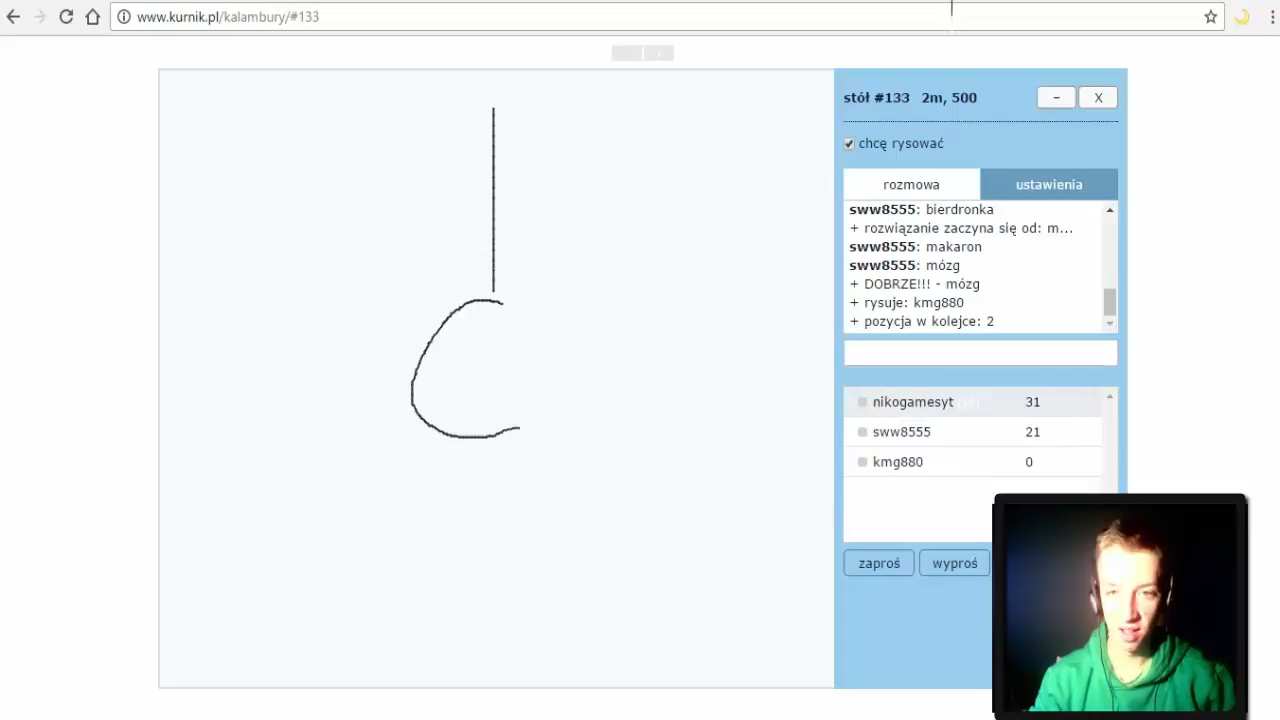 www.kurnik.pl/kalambury/#133
stół #133 2m, 500
–
X
chcę rysować
rozmowa
ustawienia
sww8555: bierdronka
+ rozwiązanie zaczyna się od: m...
sww8555: makaron
sww8555: mózg
+ DOBRZE!!! - mózg
+ rysuje: kmg880
+ pozycja w kolejce: 2
nikogamesyt 31
sww8555 21
kmg880 0
zaproś
wyproś